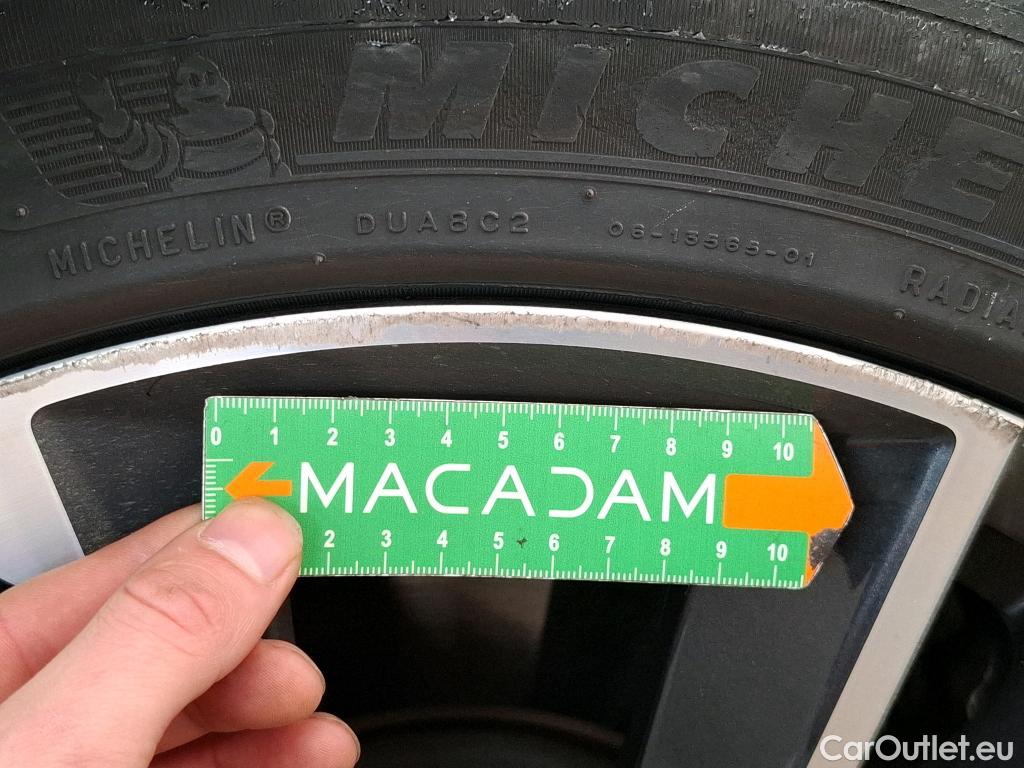 MICHE
MICHELIN® DUA8C2 06-13565-01 RADIA
0 1 2 3 4 5 6 7 8 9 10
MACADAM
2 3 4 5 6 7 8 9 10
CarOutlet.eu